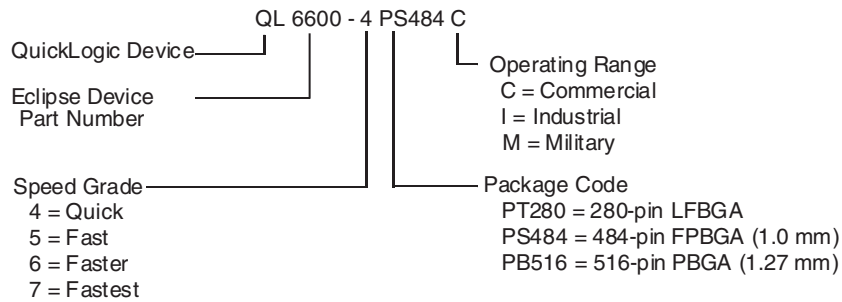 QL 6600 - 4 PS484 C
QuickLogic Device
Eclipse Device
Part Number
Operating Range
C = Commercial
I = Industrial
M = Military
Speed Grade
4 = Quick
5 = Fast
6 = Faster
7 = Fastest
Package Code
PT280 = 280-pin LFBGA
PS484 = 484-pin FPBGA (1.0 mm)
PB516 = 516-pin PBGA (1.27 mm)